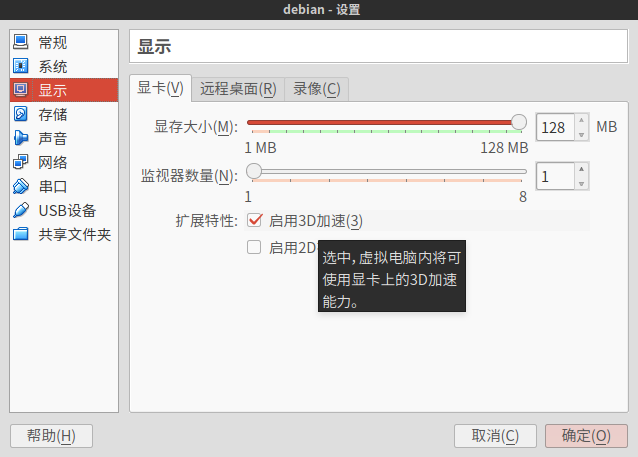 debian - 设置
常规
系统
显示
存储
声音
网络
串口
USB设备
共享文件夹
显示
显卡(V) 远程桌面(R) 录像(C)
显存大小(M): 128 MB
1 MB 128 MB
监视器数量(N): 1
1 8
扩展特性: 启用3D加速(3)
启用2D
选中，虚拟电脑内将可
使用显卡上的3D加速
能力。
帮助(H) 取消(C) 确定(O)